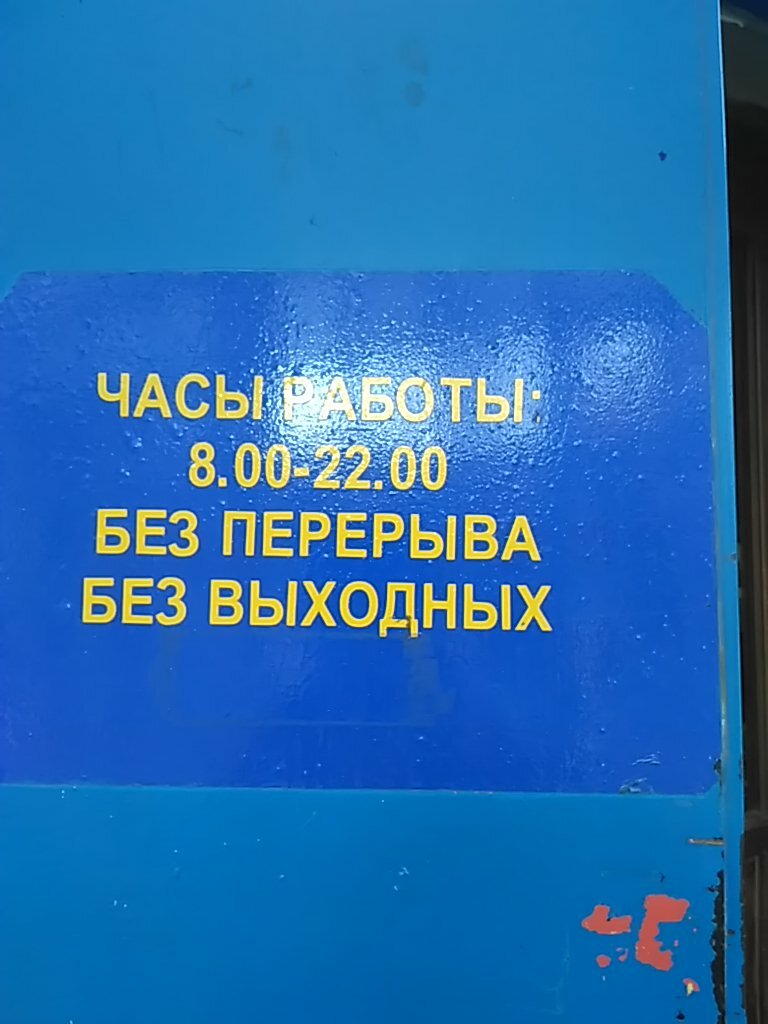 ЧАСЫ РАБОТЫ:
8.00-22.00
БЕЗ ПЕРЕРЫВА
БЕЗ ВЫХОДНЫХ